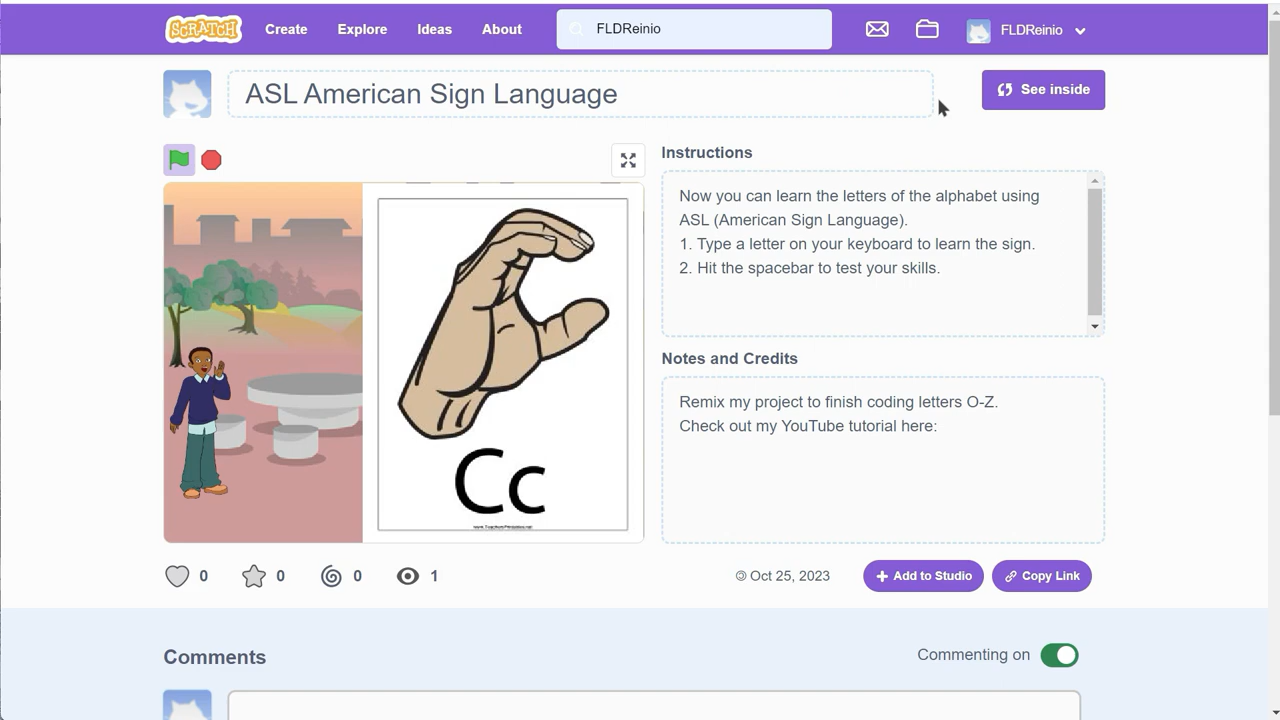 SCRATCH
Create
Explore
Ideas
About
FLDReinio
FLDReinio
ASL American Sign Language
See inside
Instructions
Now you can learn the letters of the alphabet using
ASL (American Sign Language).
1. Type a letter on your keyboard to learn the sign.
2. Hit the spacebar to test your skills.
Cc
Notes and Credits
Remix my project to finish coding letters O-Z.
Check out my YouTube tutorial here:
0
0
0
1
Oct 25, 2023
Add to Studio
Copy Link
Comments
Commenting on